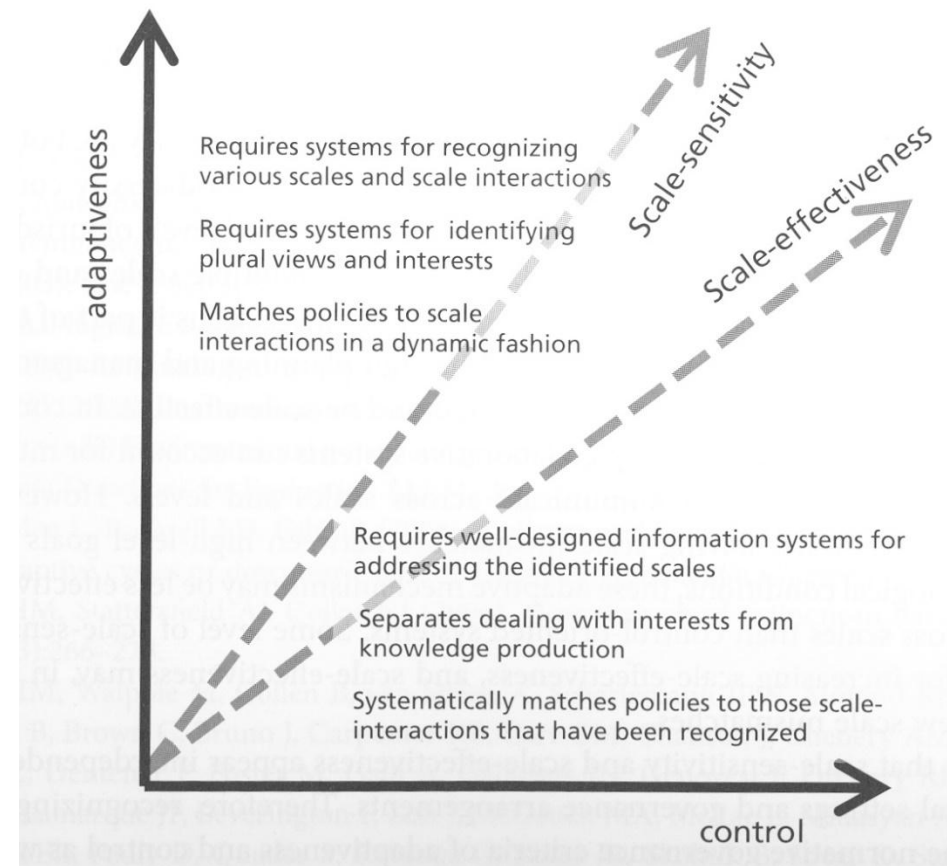 adaptiveness
Scale-sensitivity
Scale-effectiveness
Requires systems for recognizing
various scales and scale interactions
Requires systems for identifying
plural views and interests
Matches policies to scale
interactions in a dynamic fashion
Requires well-designed information systems for
addressing the identified scales
Separates dealing with interests from
knowledge production
Systematically matches policies to those scale-
interactions that have been recognized
control